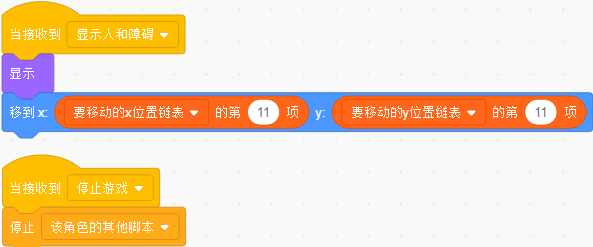 当接收到 显示人和障碍
显示
移到 x: 要移动的x位置链表 的第 11 项 y: 要移动的y位置链表 的第 11 项
当接收到 停止游戏
停止 该角色的其他脚本